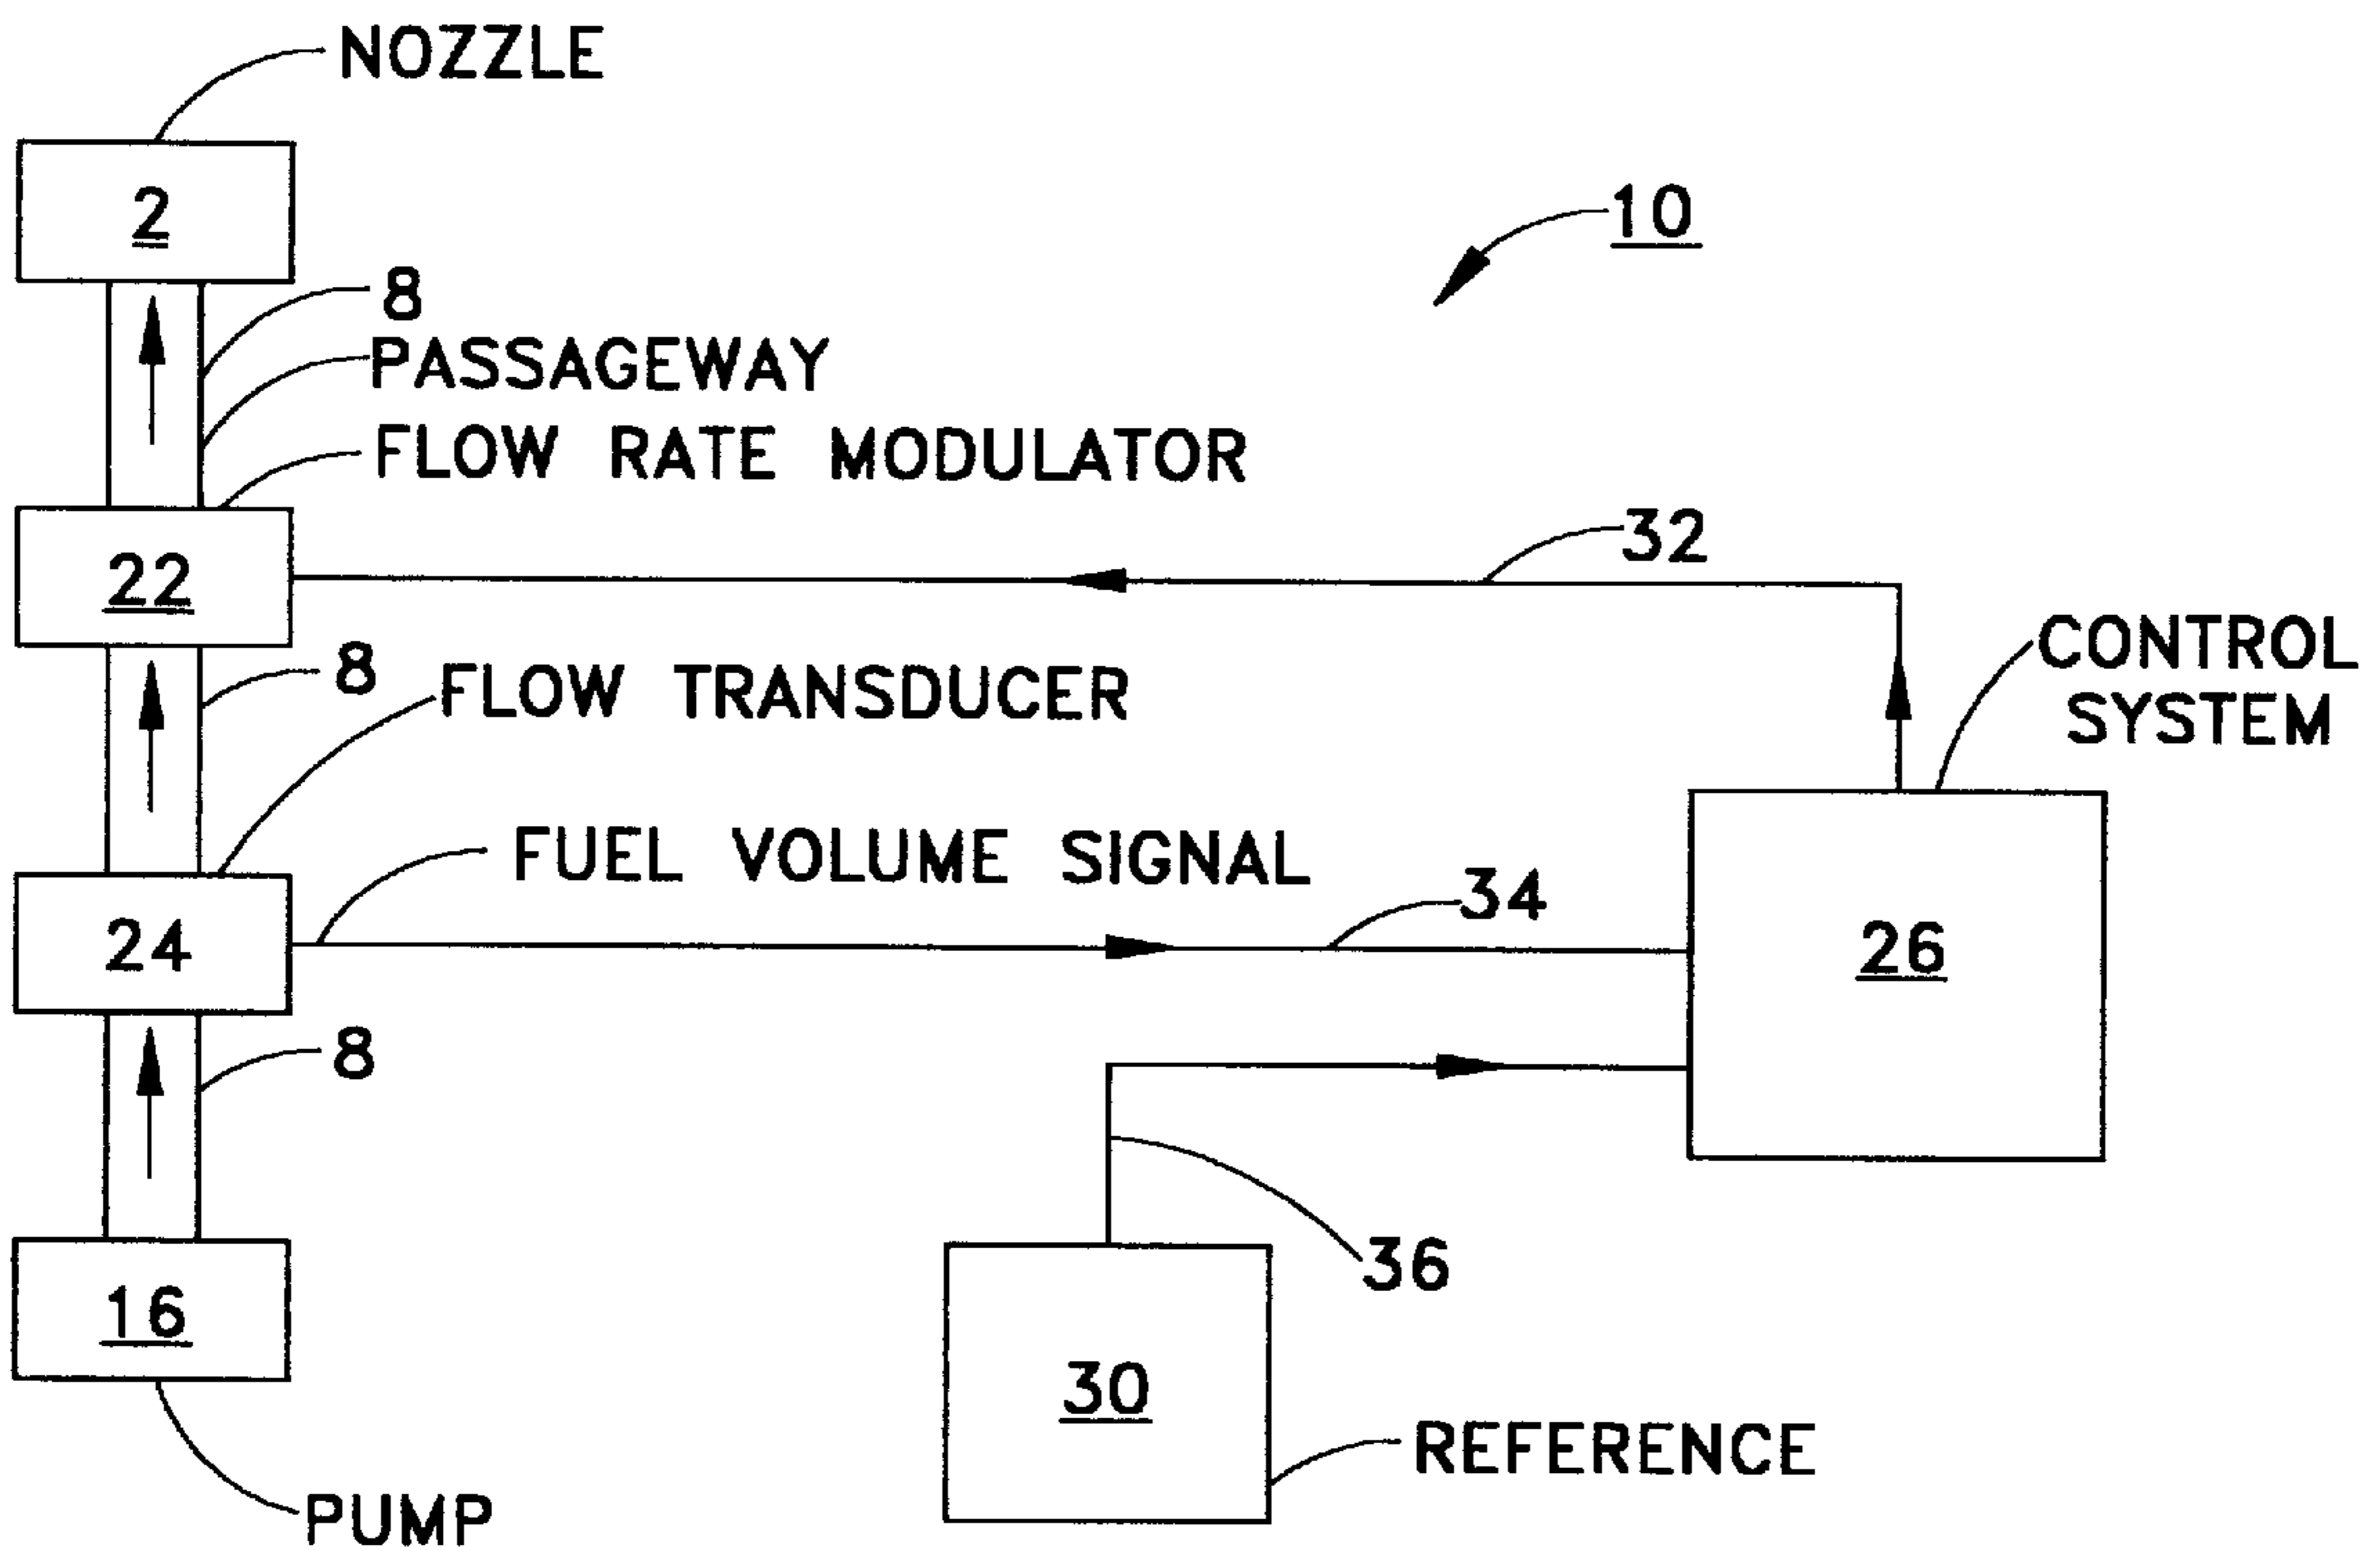 NOZZLE
2
10
8
PASSAGEWAY
FLOW RATE MODULATOR
32
22
CONTROL
SYSTEM
8
FLOW TRANSDUCER
FUEL VOLUME SIGNAL
34
24
26
8
36
16
30
REFERENCE
PUMP